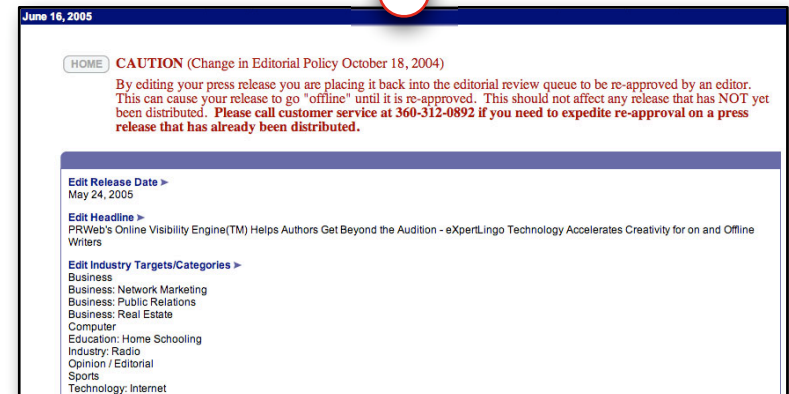 June 16, 2005
HOME CAUTION (Change in Editorial Policy October 18, 2004)
By editing your press release you are placing it back into the editorial review queue to be re-approved by an editor.
This can cause your release to go "offline" until it is re-approved. This should not affect any release that has NOT yet
been distributed. Please call customer service at 360-312-0892 if you need to expedite re-approval on a press
release that has already been distributed.
Edit Release Date ►
May 24, 2005
Edit Headline ►
PRWeb's Online Visibility Engine(TM) Helps Authors Get Beyond the Audition - eXpertLingo Technology Accelerates Creativity for on and Offline
Writers
Edit Industry Targets/Categories ►
Business
Business: Network Marketing
Business: Public Relations
Business: Real Estate
Computer
Education: Home Schooling
Industry: Radio
Opinion / Editorial
Sports
Technology: Internet